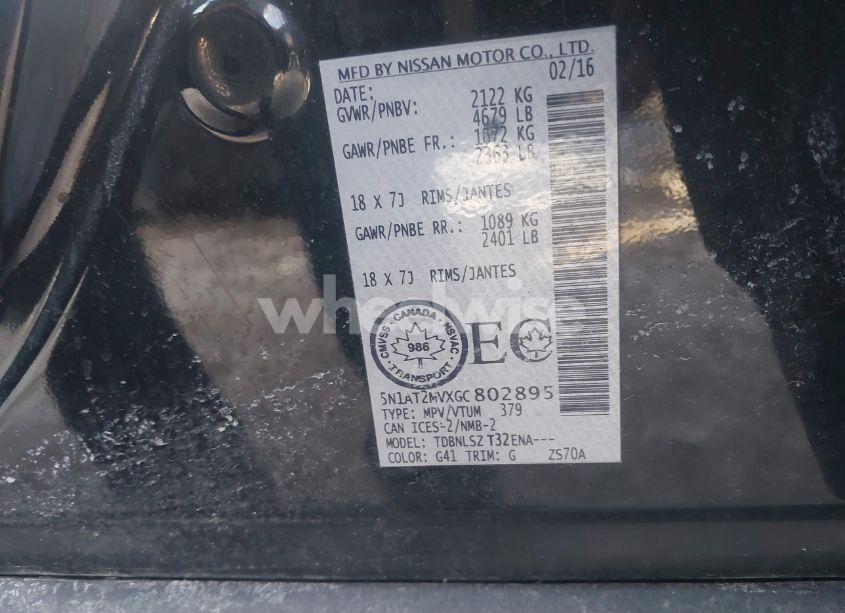 MFD BY NISSAN MOTOR CO., LTD.
DATE: 02/16
GVWR/PNBV: 2122 KG
4679 LB
GAWR/PNBE FR.: 1072 KG
2363 LB
18 X 7J RIMS/JANTES
GAWR/PNBE RR.: 1089 KG
2401 LB
18 X 7J RIMS/JANTES
wheelwise
CMVSS · CANADA · NSVAC
986
TRANSPORT
EC
5N1AT2MVXGC802895
TYPE: MPV/VTUM 379
CAN ICES-2/NMB-2
MODEL: TDBNLSZ T32ENA---
COLOR: G41 TRIM: G ZS70A